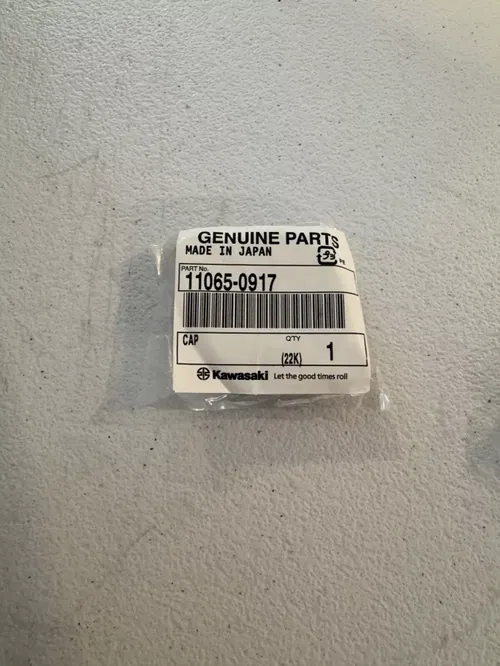 GENUINE PARTS
MADE IN JAPAN
PART No.
11065-0917
CAP
Q'TY
(22K) 1
Kawasaki Let the good times roll